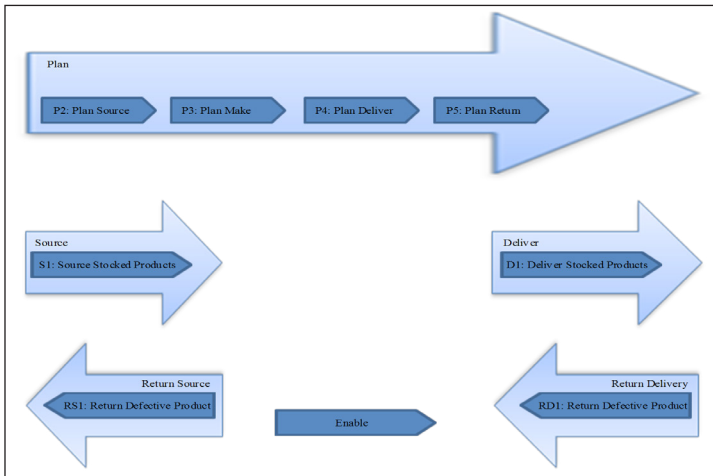 Plan
P2: Plan Source
P3: Plan Make
P4: Plan Deliver
P5: Plan Return
Source
S1: Source Stocked Products
Deliver
D1: Deliver Stocked Products
Return Source
RS1: Return Defective Product
Enable
Return Delivery
RD1: Return Defective Product